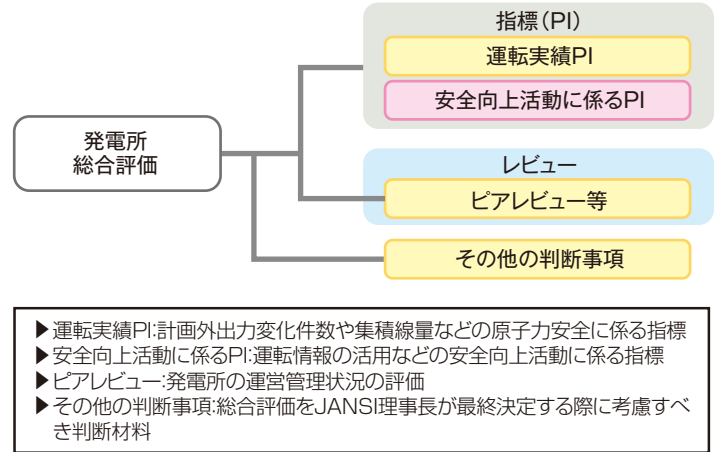 指標(PI)
運転実績PI
安全向上活動に係るPI
発電所
総合評価
レビュー
ピアレビュー等
その他の判断事項
▶運転実績PI:計画外出力変化件数や集積線量などの原子力安全に係る指標
▶安全向上活動に係るPI:運転情報の活用などの安全向上活動に係る指標
▶ピアレビュー:発電所の運営管理状況の評価
▶その他の判断事項:総合評価をJANSI理事長が最終決定する際に考慮すべ
き判断材料